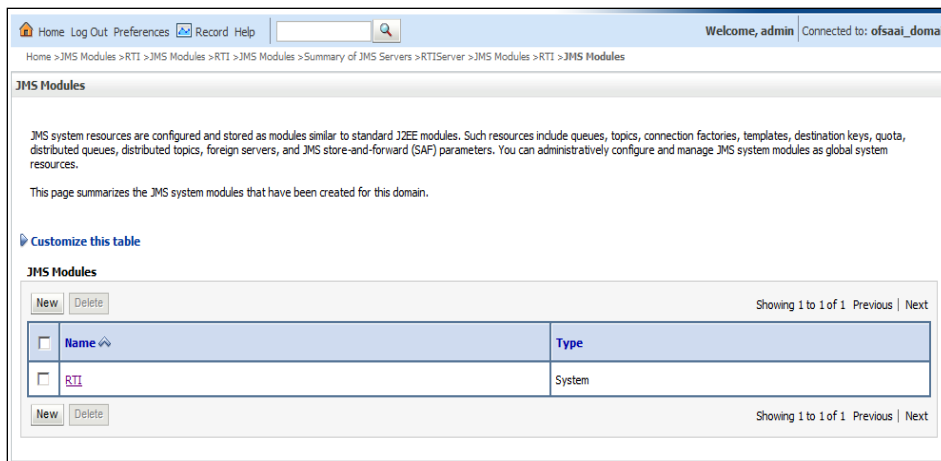 Home Log Out Preferences Record Help
Welcome, admin Connected to: ofsaai_doma
Home >JMS Modules >RTI >JMS Modules >RTI >JMS Modules >Summary of JMS Servers >RTIServer >JMS Modules >RTI >JMS Modules
JMS Modules
JMS system resources are configured and stored as modules similar to standard J2EE modules. Such resources include queues, topics, connection factories, templates, destination keys, quota,
distributed queues, distributed topics, foreign servers, and JMS store-and-forward (SAF) parameters. You can administratively configure and manage JMS system modules as global system
resources.
This page summarizes the JMS system modules that have been created for this domain.
Customize this table
JMS Modules
New Delete Showing 1 to 1 of 1 Previous | Next
Name Type
RTI System
New Delete Showing 1 to 1 of 1 Previous | Next